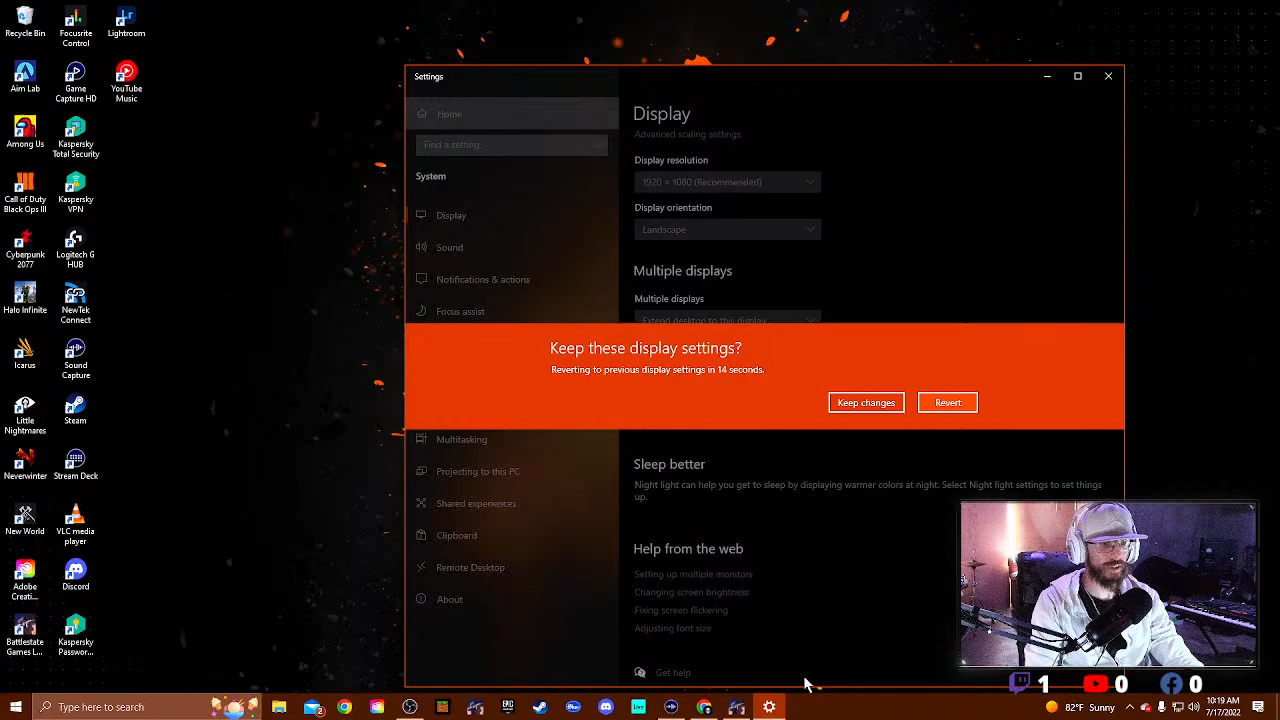 Recycle Bin
Focusrite Control
Lightroom
Aim Lab
Game Capture HD
YouTube Music
Among Us
Kaspersky Total Security
Call of Duty Black Ops III
Kaspersky VPN
Cyberpunk 2077
Logitech G HUB
Halo Infinite
NewTek Connect
Icarus
Sound Capture
Little Nightmares
Steam
Neverwinter
Stream Deck
New World
VLC media player
Adobe Creati...
Discord
Battlestate Games L...
Kaspersky Passwor...
Settings
Home
Find a setting
System
Display
Sound
Notifications & actions
Focus assist
Multitasking
Projecting to this PC
Shared experiences
Clipboard
Remote Desktop
About
Display
Advanced scaling settings
Display resolution
1920 × 1080 (Recommended)
Display orientation
Landscape
Multiple displays
Multiple displays
Extend desktop to this display
Keep these display settings?
Reverting to previous display settings in 14 seconds.
Keep changes
Revert
Sleep better
Night light can help you get to sleep by displaying warmer colors at night. Select Night light settings to set things
up.
Help from the web
Setting up multiple monitors
Changing screen brightness
Fixing screen flickering
Adjusting font size
Get help
1
0
0
Type here to search
EPIC
82°F
10:19 AM
7/17/2022